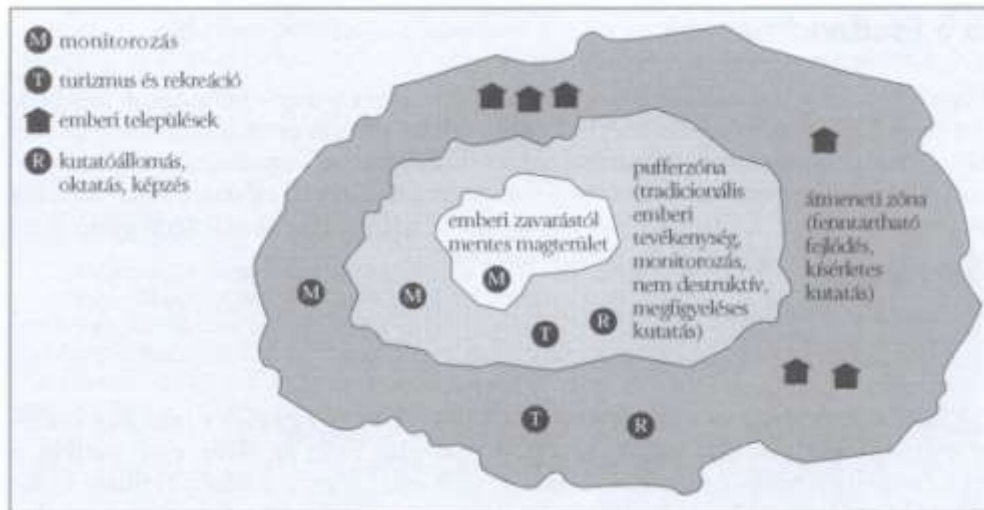 M monitorozás
T turizmus és rekreáció
emberi települések
R kutatóállomás,
oktatás, képzés
emberi zavarástól
mentes magterület
M
M
M
T
R
T
R
pufferzóna
(tradicionális
emberi
tevékenység,
monitorozás,
nem destruktív,
megfigyeléses
kutatás)
átmeneti zóna
(fenntartható
fejlődés,
kísérletes
kutatás)